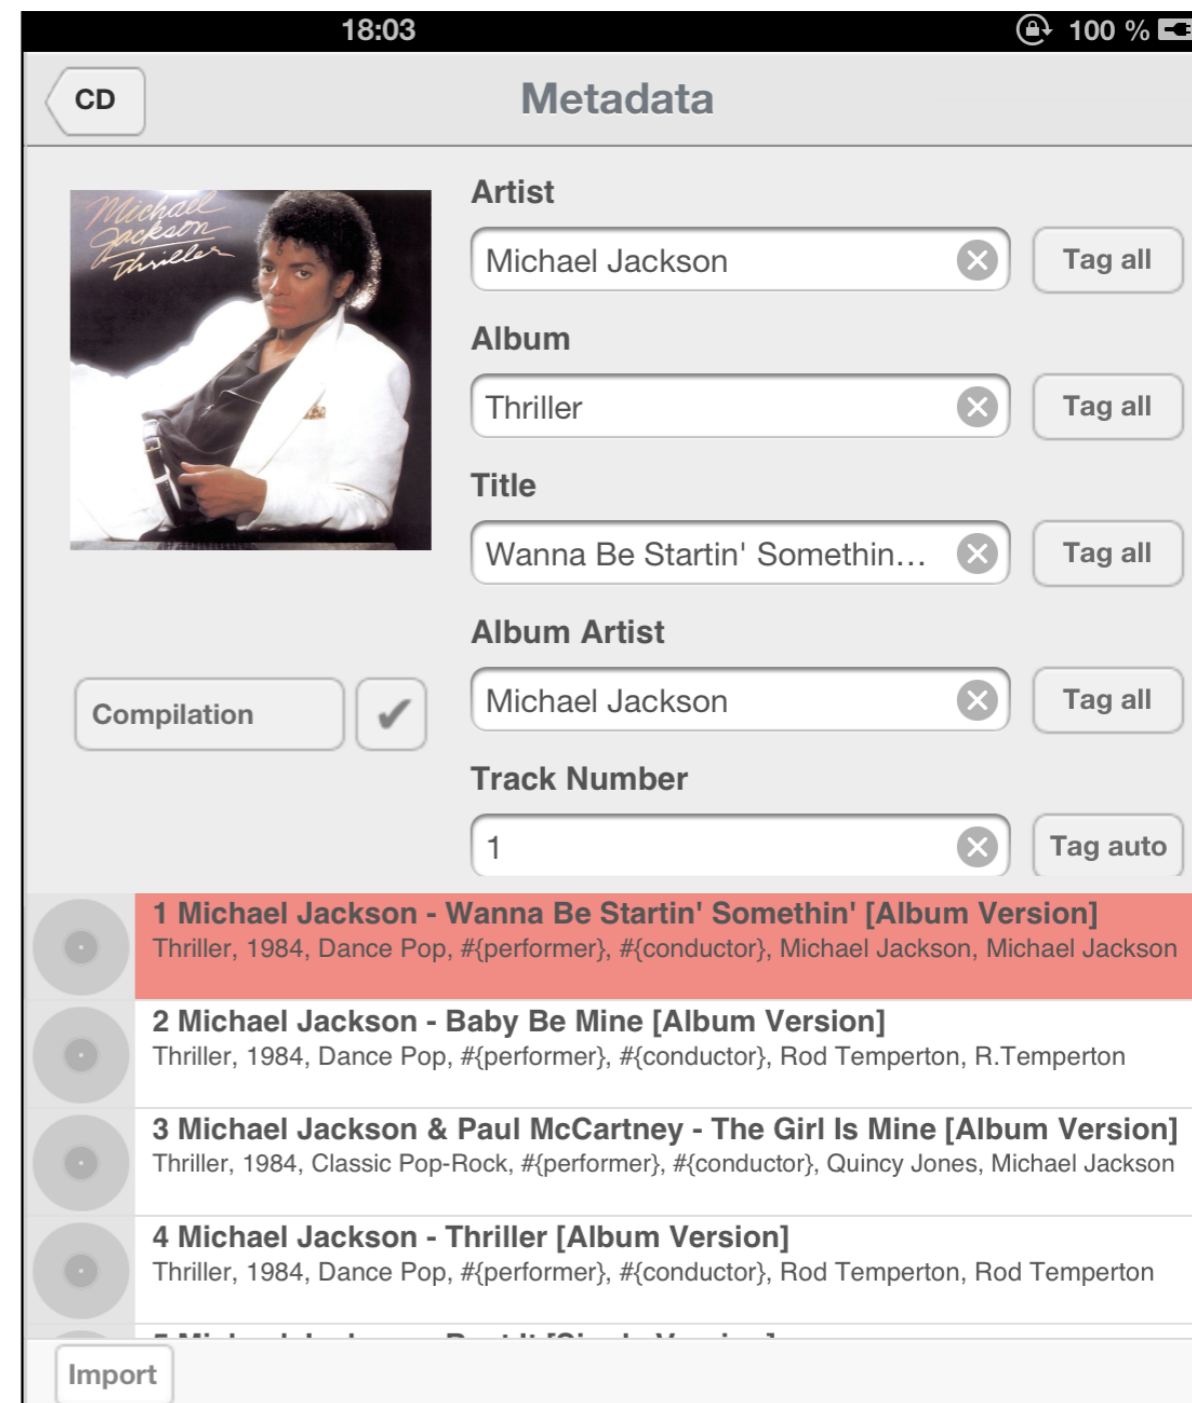 18:03
100 %
CD
Metadata
Michael
Jackson
Thriller
Artist
Michael Jackson
Tag all
Album
Thriller
Tag all
Title
Wanna Be Startin' Somethin…
Tag all
Album Artist
Michael Jackson
Tag all
Compilation
Track Number
1
Tag auto
1 Michael Jackson - Wanna Be Startin' Somethin' [Album Version]
Thriller, 1984, Dance Pop, #{performer}, #{conductor}, Michael Jackson, Michael Jackson
2 Michael Jackson - Baby Be Mine [Album Version]
Thriller, 1984, Dance Pop, #{performer}, #{conductor}, Rod Temperton, R.Temperton
3 Michael Jackson & Paul McCartney - The Girl Is Mine [Album Version]
Thriller, 1984, Classic Pop-Rock, #{performer}, #{conductor}, Quincy Jones, Michael Jackson
4 Michael Jackson - Thriller [Album Version]
Thriller, 1984, Dance Pop, #{performer}, #{conductor}, Rod Temperton, Rod Temperton
Import